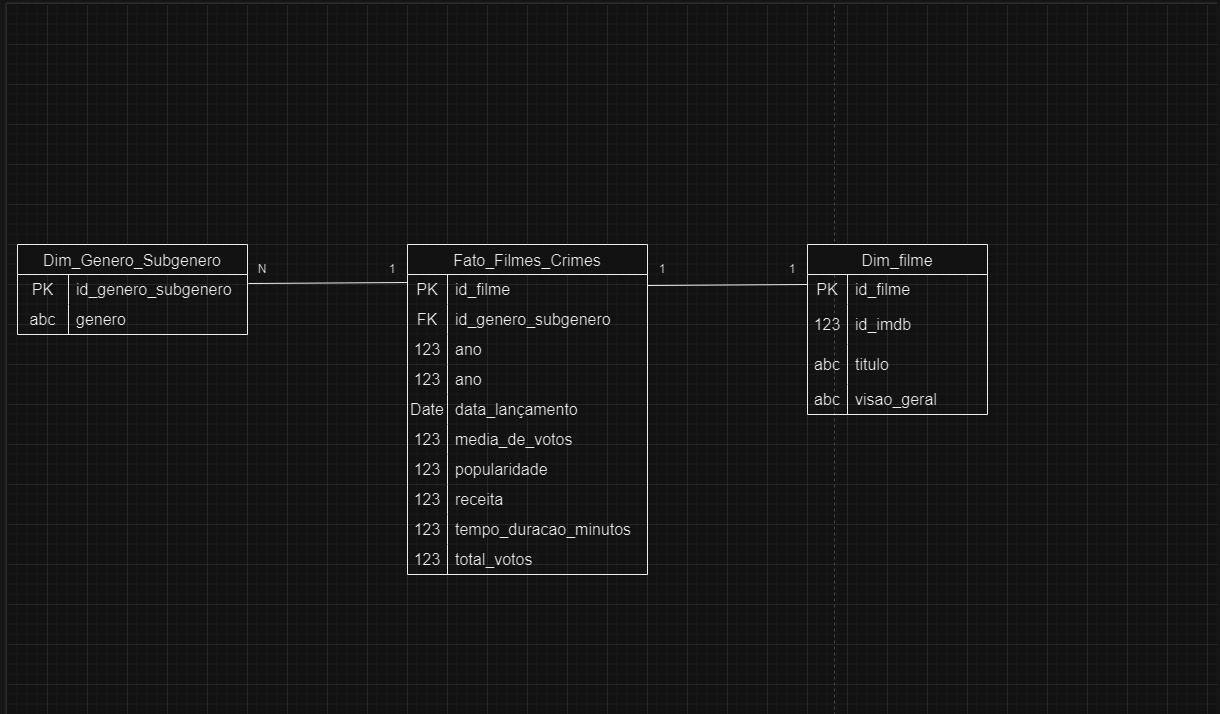 Dim_Genero_Subgenero
PK id_genero_subgenero
abc genero
N 1
Fato_Filmes_Crimes
PK id_filme
FK id_genero_subgenero
123 ano
123 ano
Date data_lançamento
123 media_de_votos
123 popularidade
123 receita
123 tempo_duracao_minutos
123 total_votos
1 1
Dim_filme
PK id_filme
123 id_imdb
abc titulo
abc visao_geral